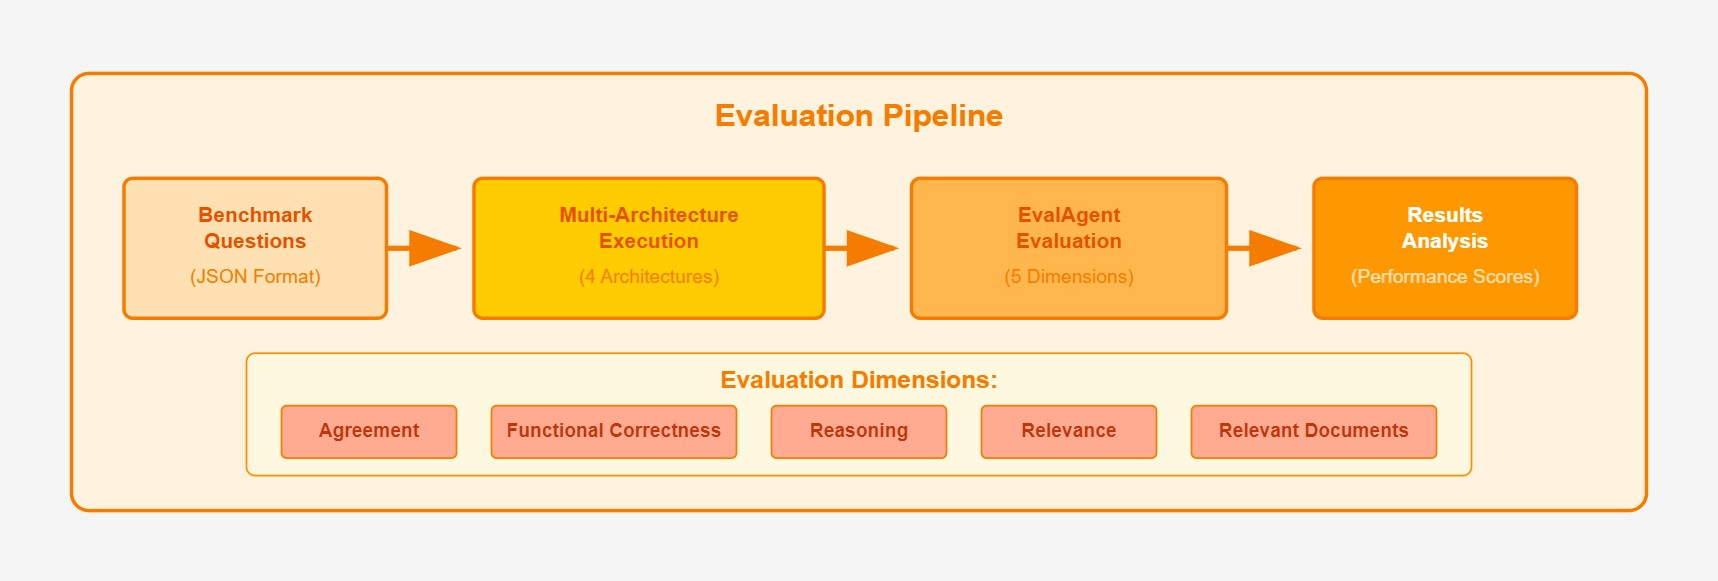 Evaluation Pipeline
Benchmark
Questions
(JSON Format)
Multi-Architecture
Execution
(4 Architectures)
EvalAgent
Evaluation
(5 Dimensions)
Results
Analysis
(Performance Scores)
Evaluation Dimensions:
Agreement
Functional Correctness
Reasoning
Relevance
Relevant Documents